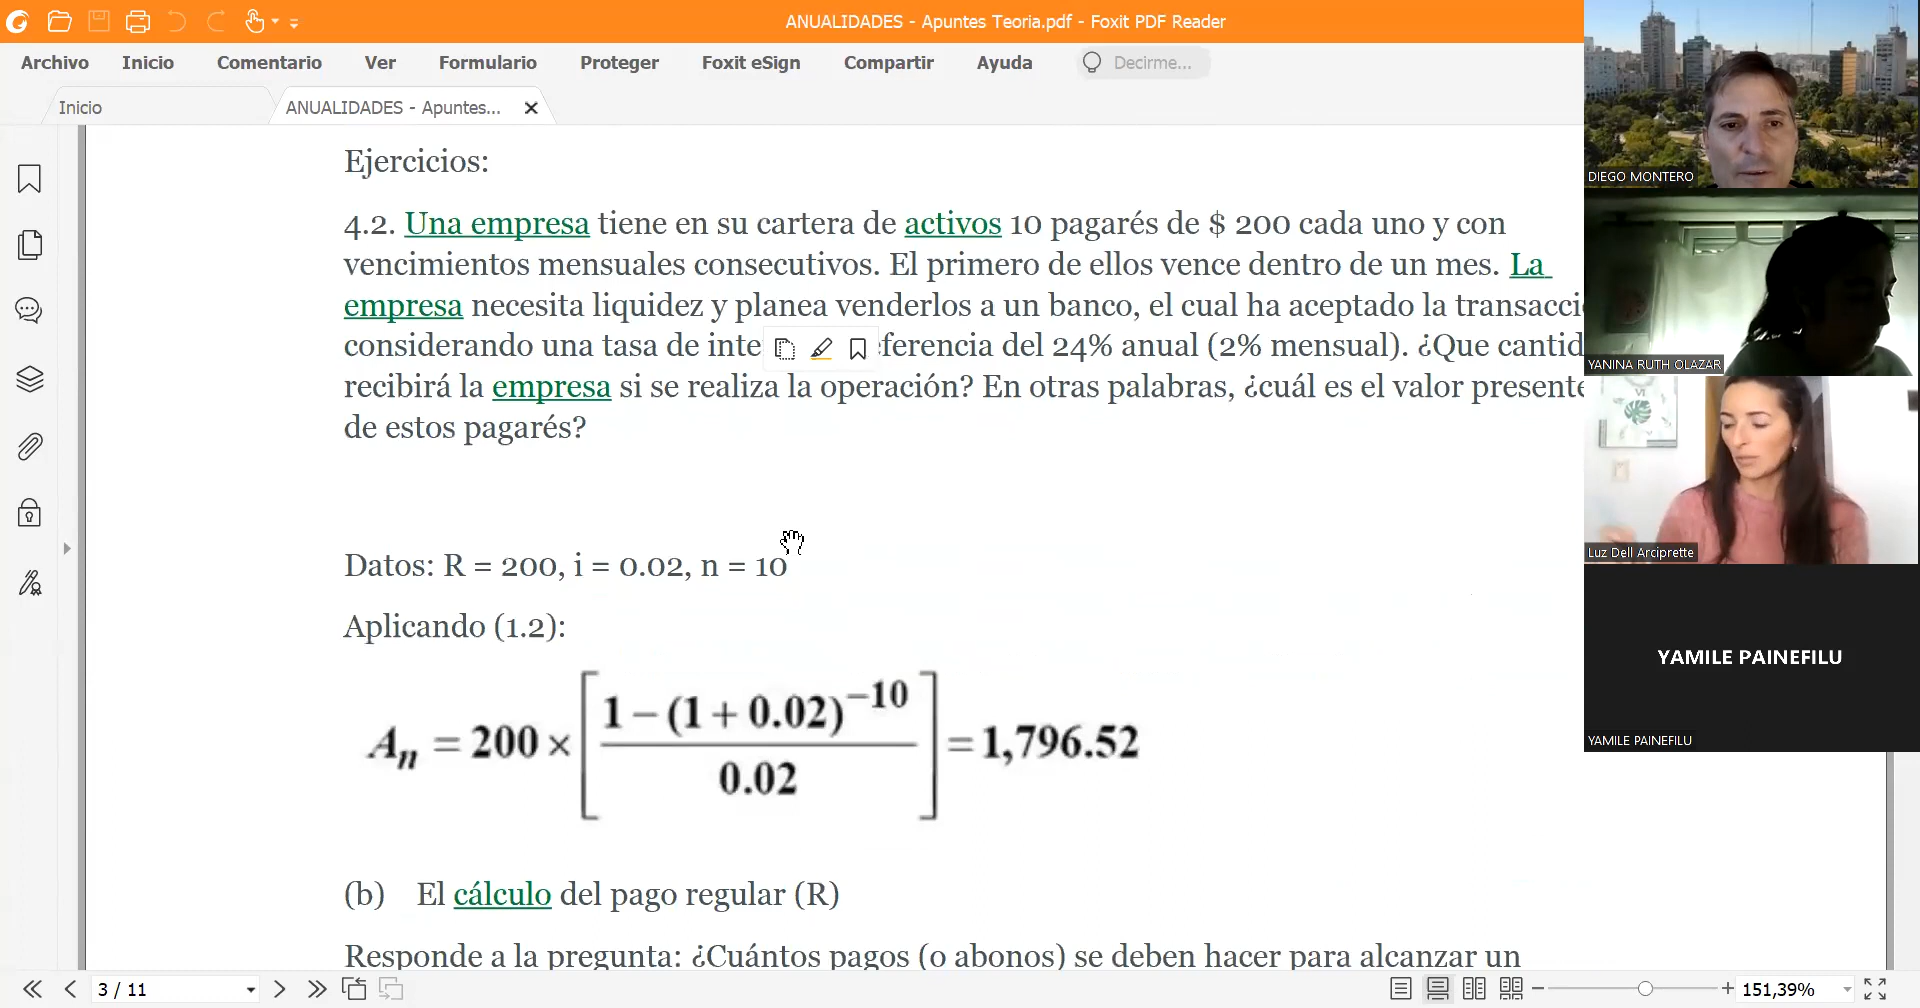 ANUALIDADES - Apuntes Teoria.pdf - Foxit PDF Reader
Archivo Inicio Comentario Ver Formulario Proteger Foxit eSign Compartir Ayuda Decirme...
Inicio
ANUALIDADES - Apuntes...
Ejercicios:
4.2. Una empresa tiene en su cartera de activos 10 pagarés de $ 200 cada uno y con
vencimientos mensuales consecutivos. El primero de ellos vence dentro de un mes. La
empresa necesita liquidez y planea venderlos a un banco, el cual ha aceptado la transacci
considerando una tasa de inte ferencia del 24% anual (2% mensual). ¿Que cantid
recibirá la empresa si se realiza la operación? En otras palabras, ¿cuál es el valor presente
de estos pagarés?
Datos: R = 200, i = 0.02, n = 10
Aplicando (1.2):
An = 200 × [ 1 − (1 + 0.02)^−10 / 0.02 ] = 1,796.52
(b) El cálculo del pago regular (R)
Responde a la pregunta: ¿Cuántos pagos (o abonos) se deben hacer para alcanzar un
3 / 11
151,39%
DIEGO MONTERO
YANINA RUTH OLAZAR
VI
Luz Dell Arciprette
YAMILE PAINEFILU
YAMILE PAINEFILU